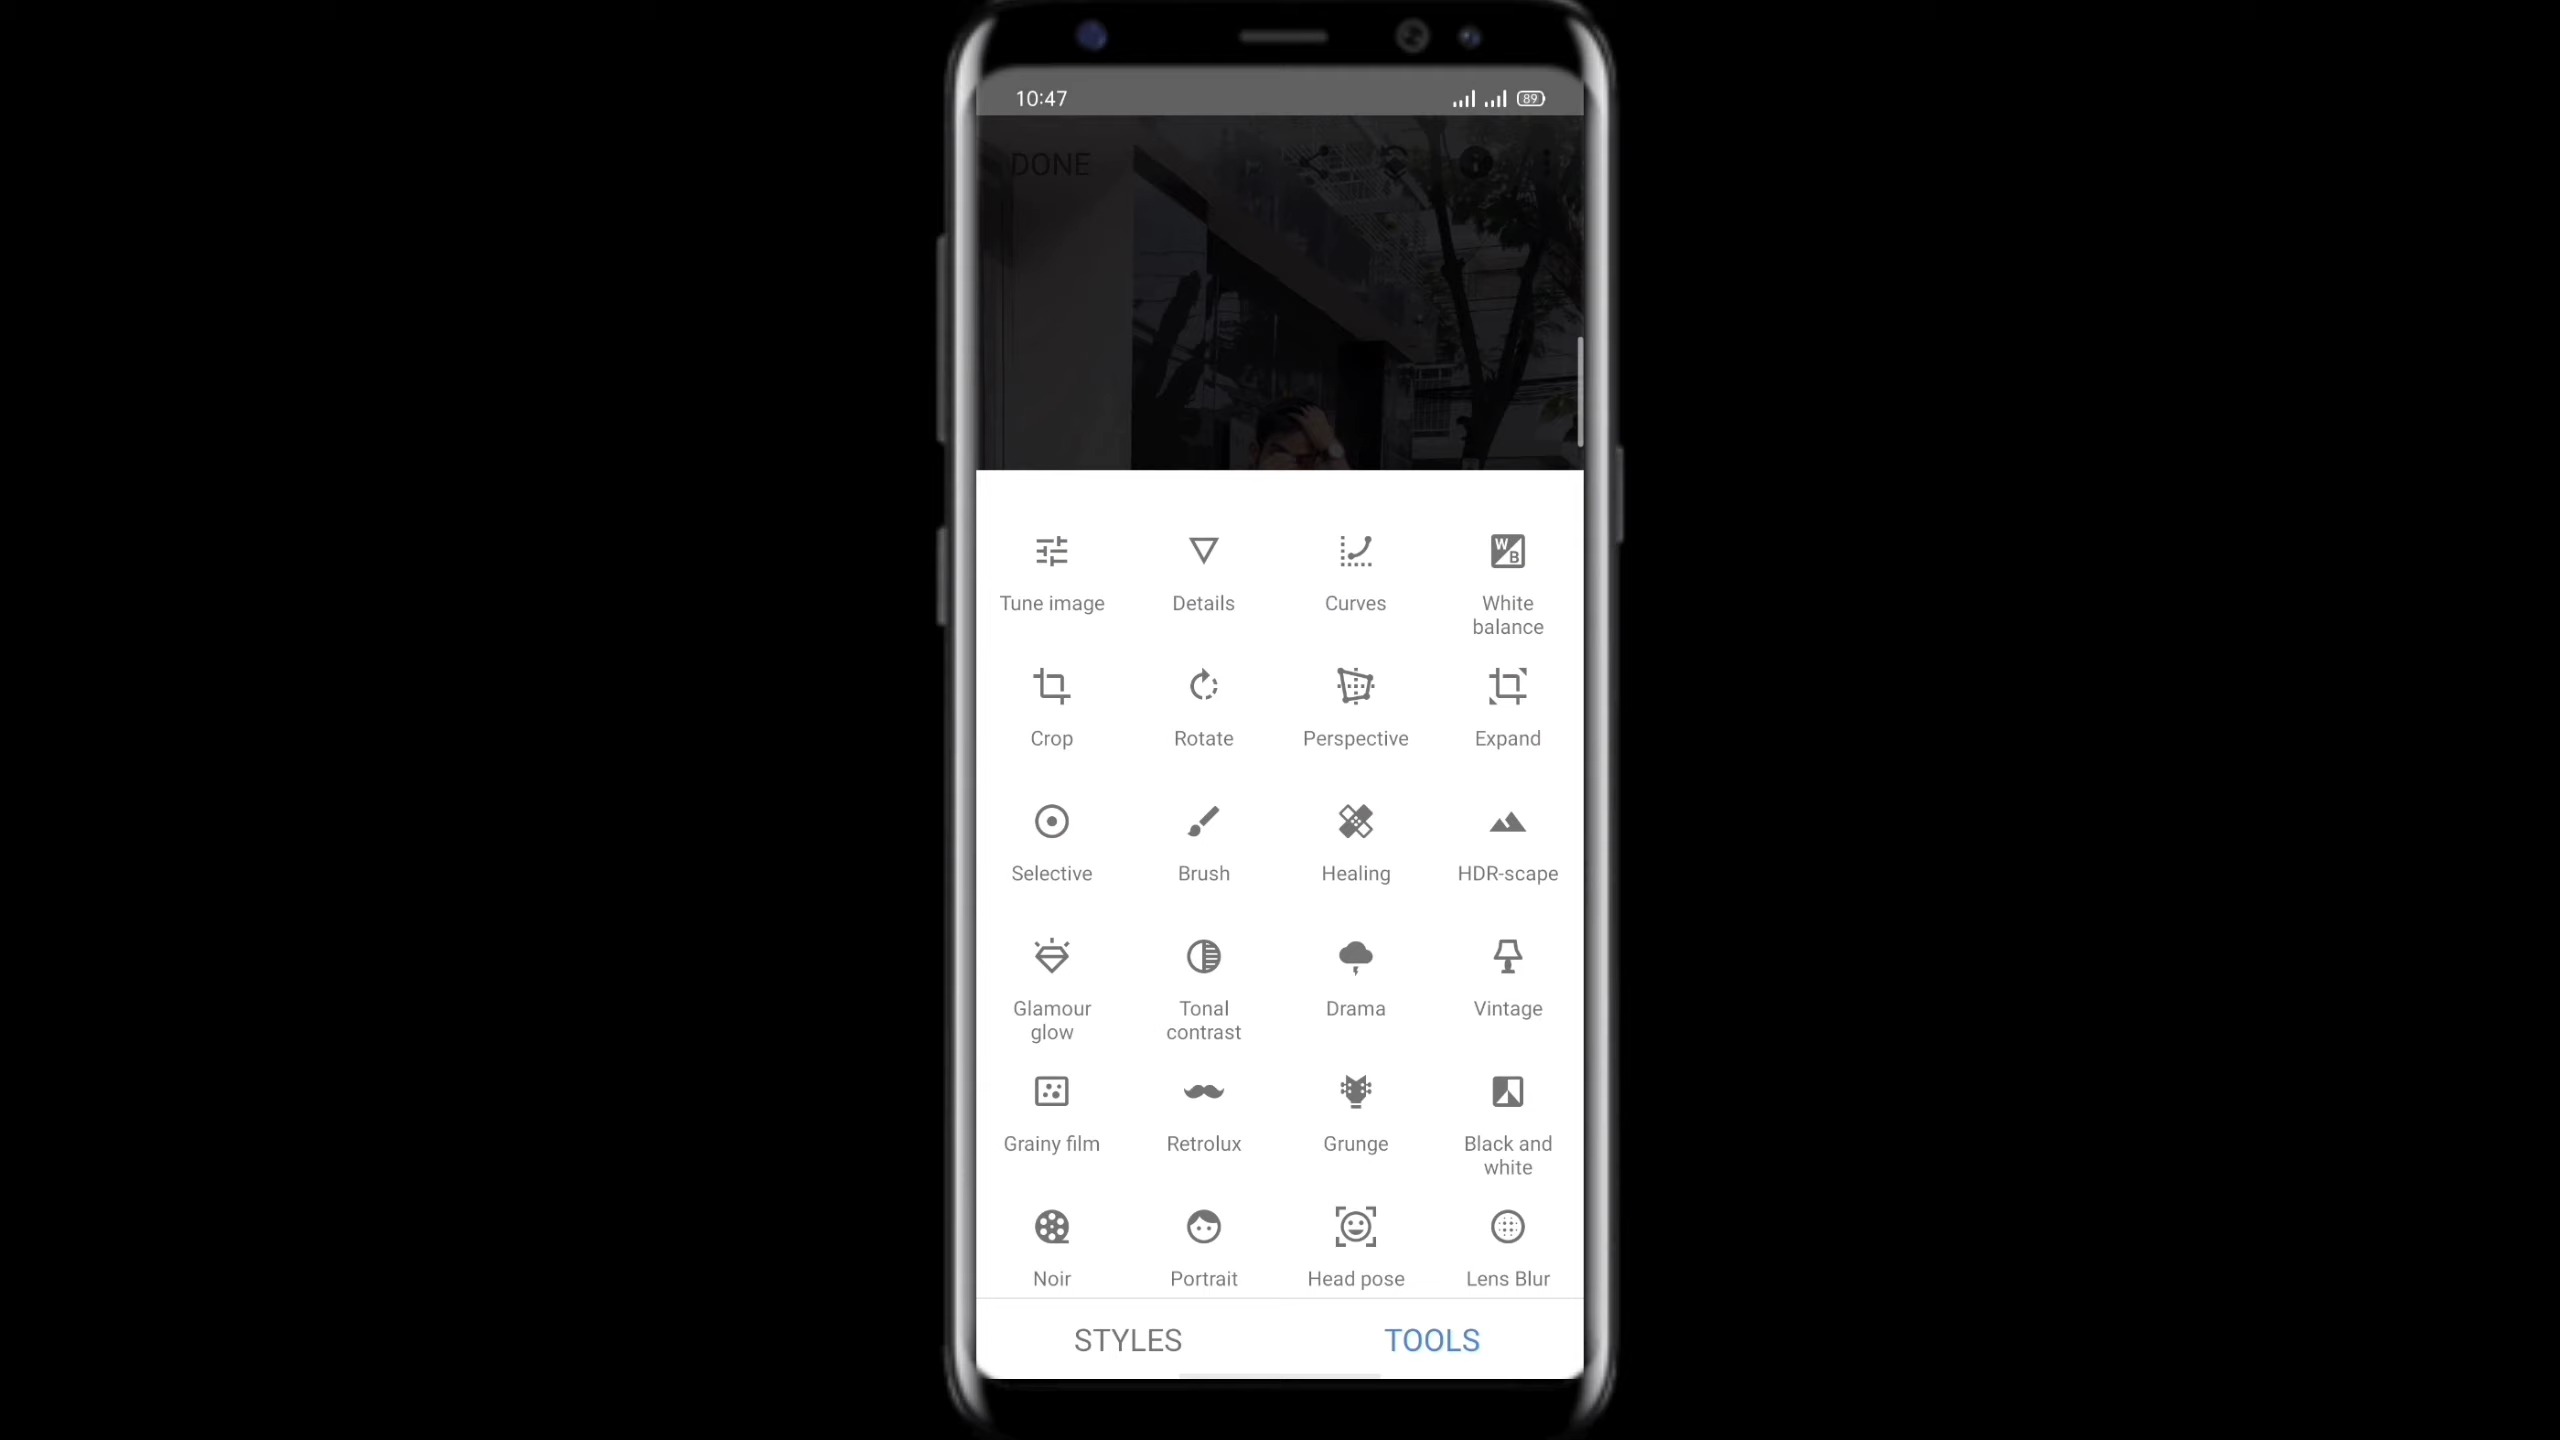 10:47
89
DONE
Tune image
Details
Curves
W
B
White
balance
Crop
Rotate
Perspective
Expand
Selective
Brush
Healing
HDR-scape
Glamour
glow
Tonal
contrast
Drama
Vintage
Grainy film
Retrolux
Grunge
Black and
white
Noir
Portrait
Head pose
Lens Blur
STYLES
TOOLS